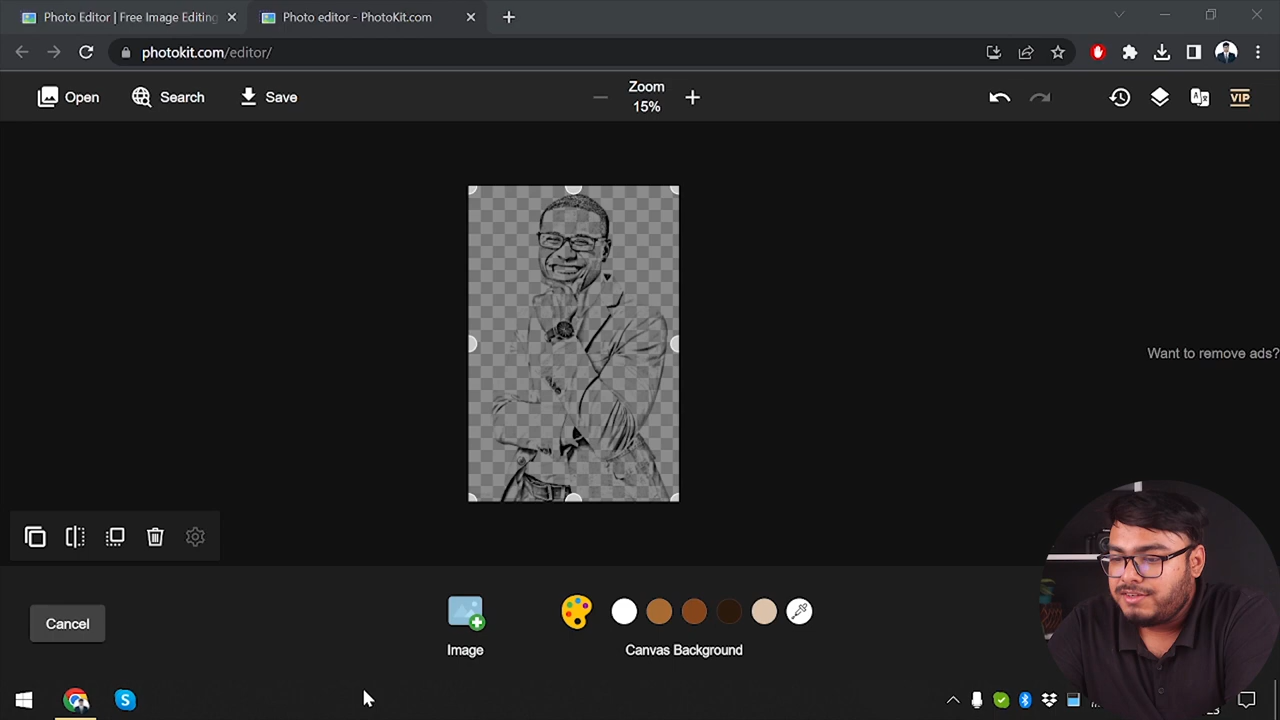 Photo Editor | Free Image Editing
Photo editor - PhotoKit.com
photokit.com/editor/
Open
Search
Save
Zoom
15%
VIP
Want to remove ads?
Cancel
Image
Canvas Background